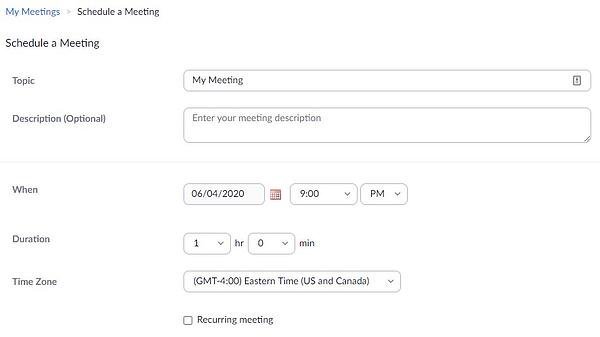 My Meetings > Schedule a Meeting
Schedule a Meeting
Topic My Meeting
Description (Optional) Enter your meeting description
When 06/04/2020 9:00 PM
Duration 1 hr 0 min
Time Zone (GMT-4:00) Eastern Time (US and Canada)
Recurring meeting